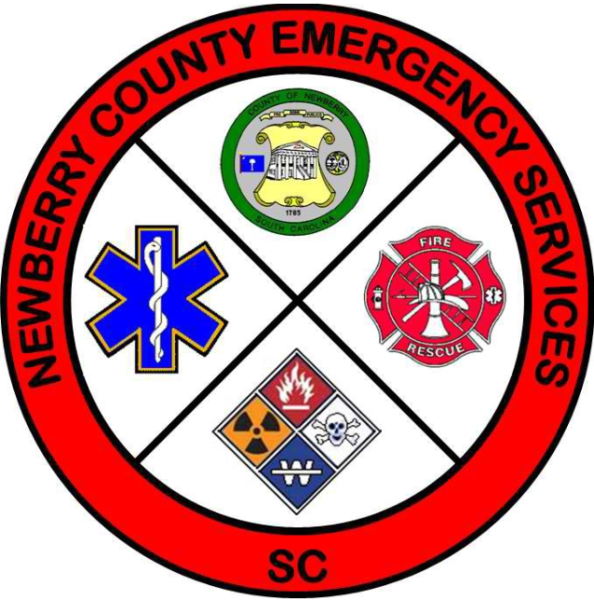 NEWBERRY COUNTY EMERGENCY SERVICES
COUNTY OF NEWBERRY
1785
SOUTH CAROLINA
FIRE
RESCUE
W
SC